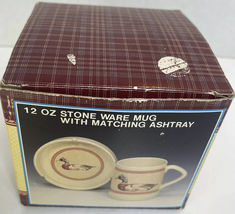 12 OZ STONE WARE MUG
WITH MATCHING ASHTRAY